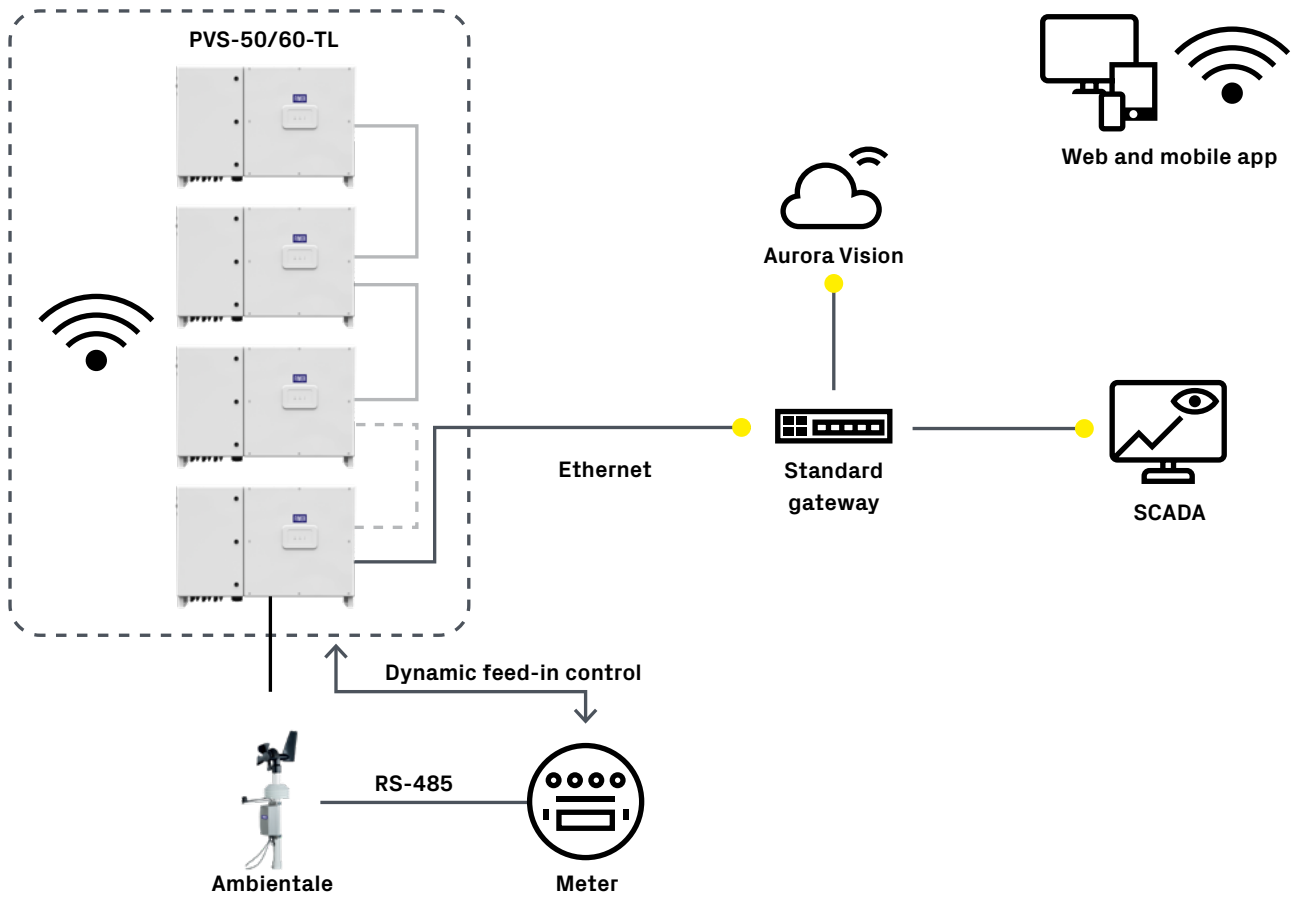 PVS-50/60-TL
Web and mobile app
Aurora Vision
Ethernet
Standard
gateway
SCADA
Dynamic feed-in control
RS-485
Ambientale
Meter